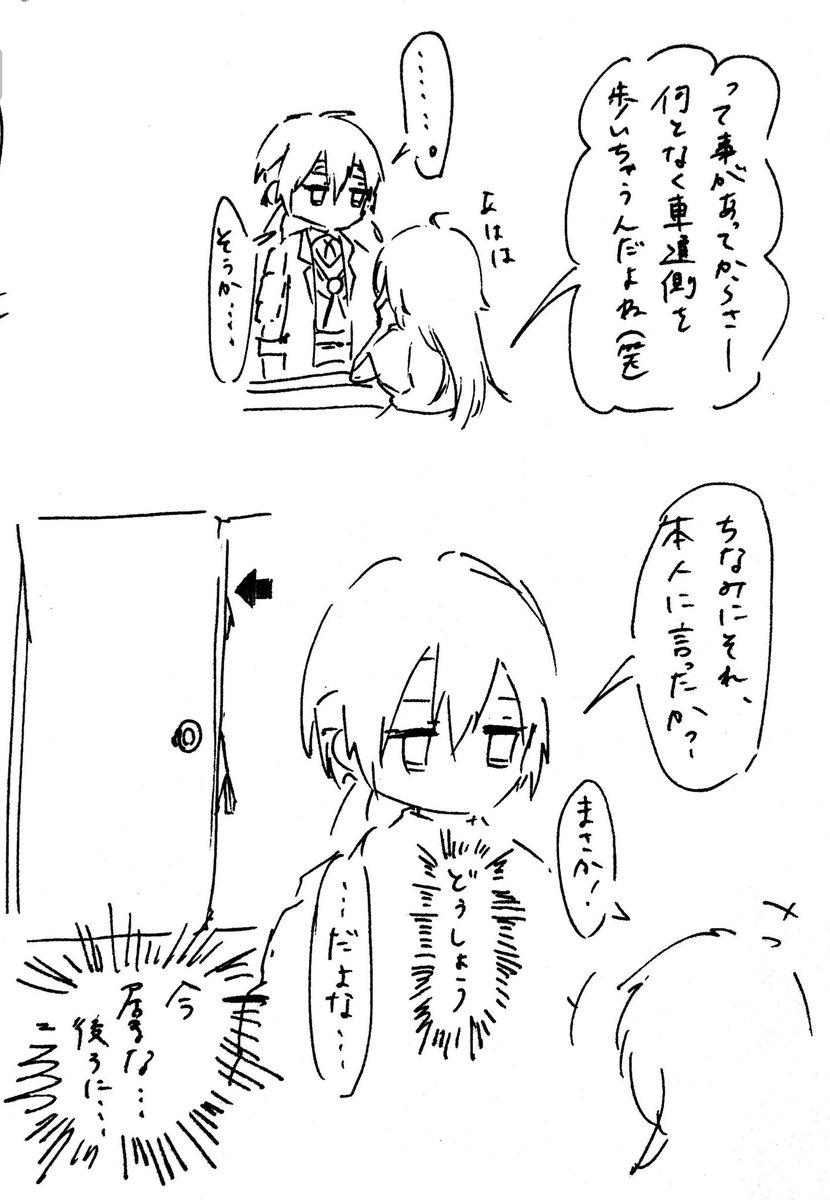 って事があってからさー
何となく車道側を
歩いちゃうんだよね(笑)
あはは
……。
そうか……
ちなみにそれ、
本人に言ったか?
まさか!
どうしよう
…だよな…
今
居るな…
後ろに…